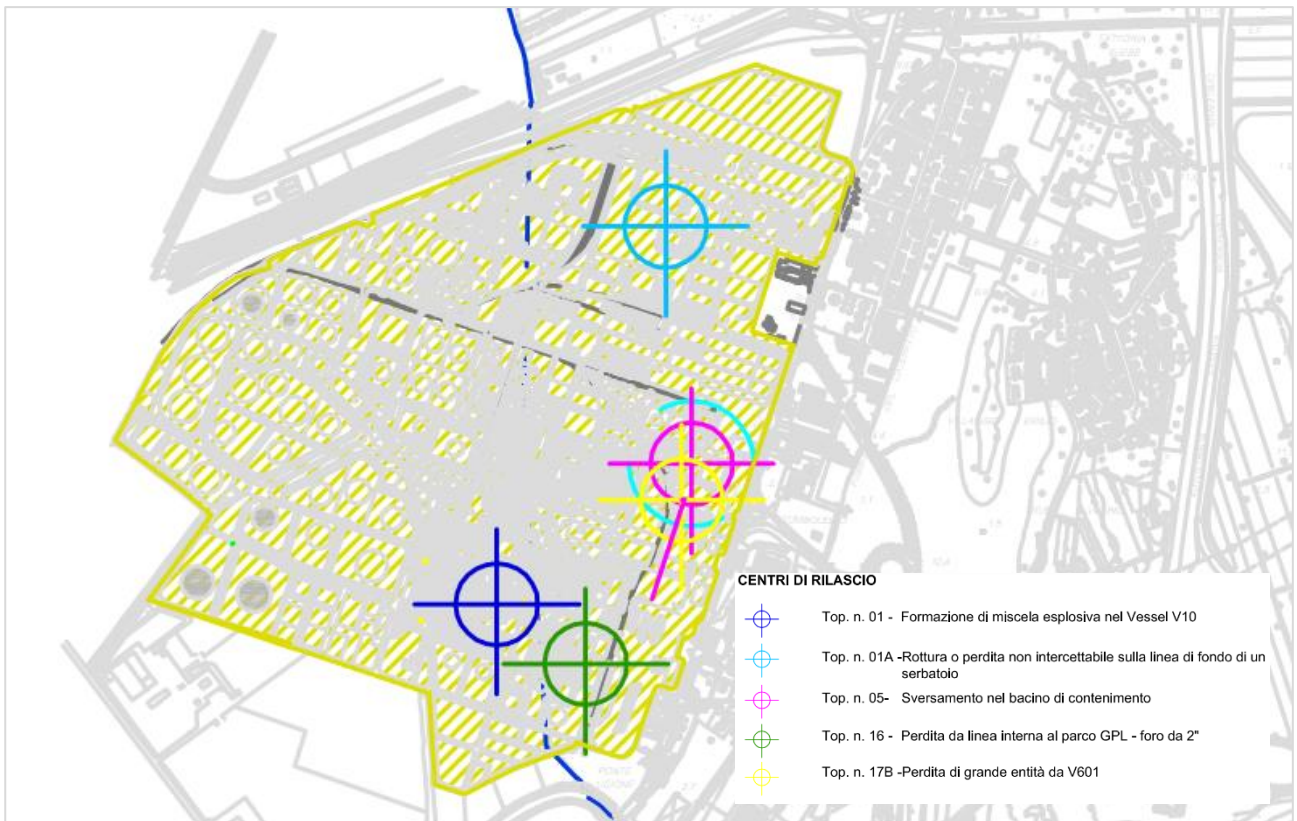 CENTRI DI RILASCIO
Top. n. 01 - Formazione di miscela esplosiva nel Vessel V10
Top. n. 01A -Rottura o perdita non intercettabile sulla linea di fondo di un
serbatoio
Top. n. 05- Sversamento nel bacino di contenimento
Top. n. 16 - Perdita da linea interna al parco GPL - foro da 2"
Top. n. 17B -Perdita di grande entità da V601